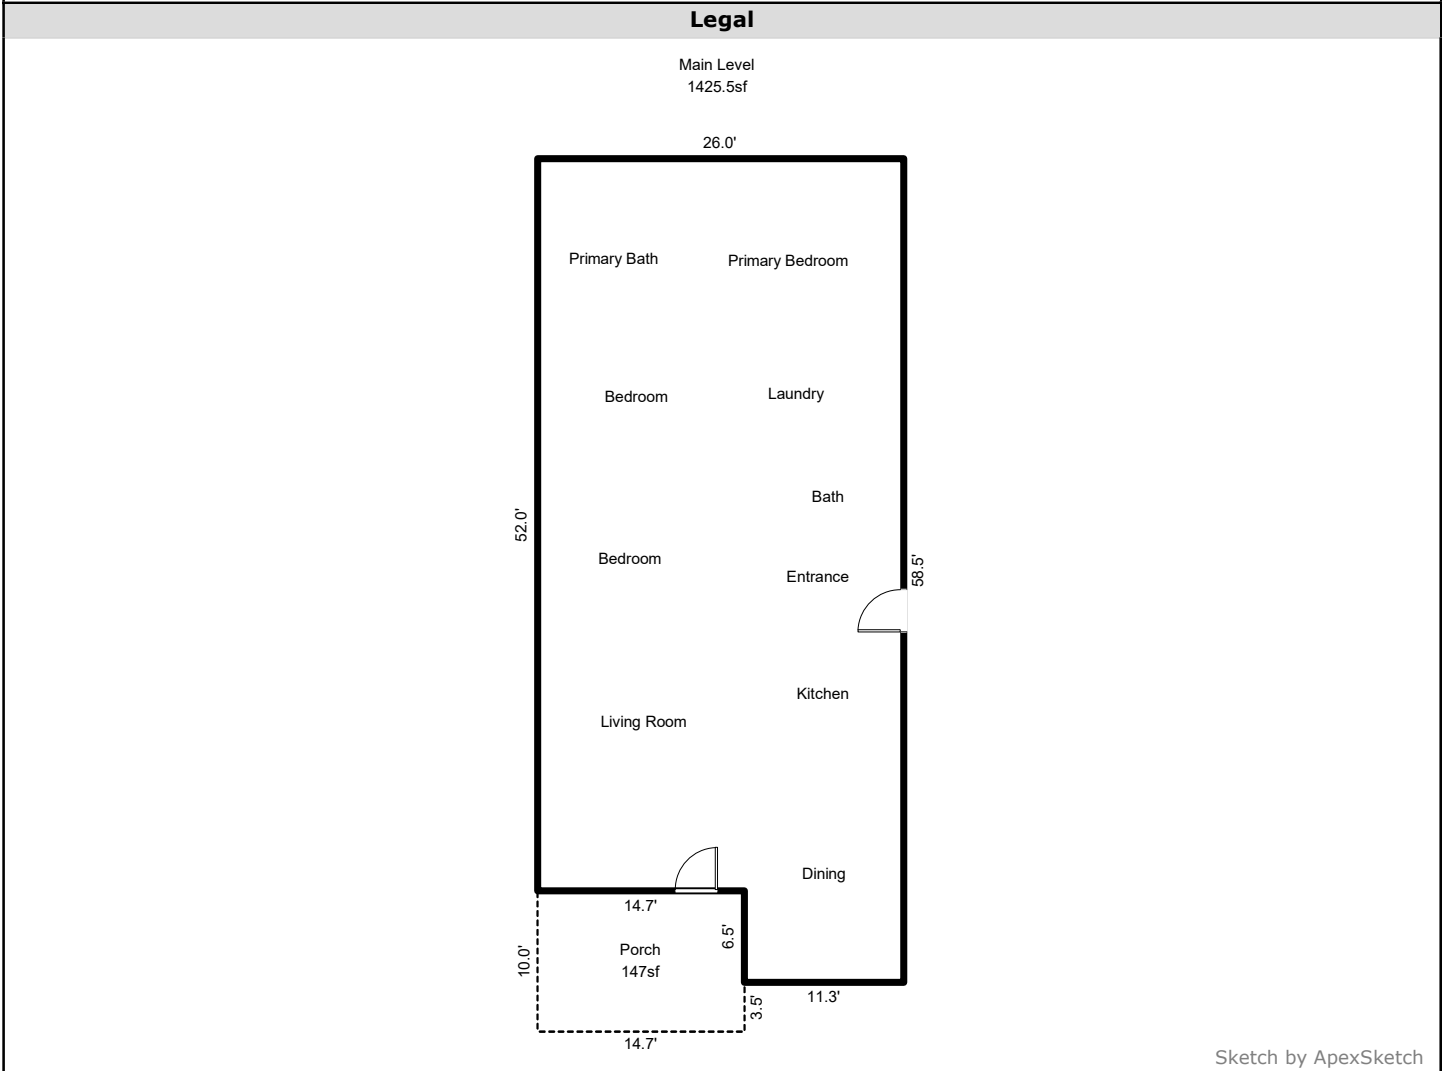 Legal
Main Level
1425.5sf
26.0'
Primary Bath
Primary Bedroom
Bedroom
Laundry
Bath
52.0'
Bedroom
Entrance
58.5'
Kitchen
Living Room
Dining
14.7'
6.5'
10.0'
Porch
147sf
3.5'
11.3'
14.7'
Sketch by ApexSketch